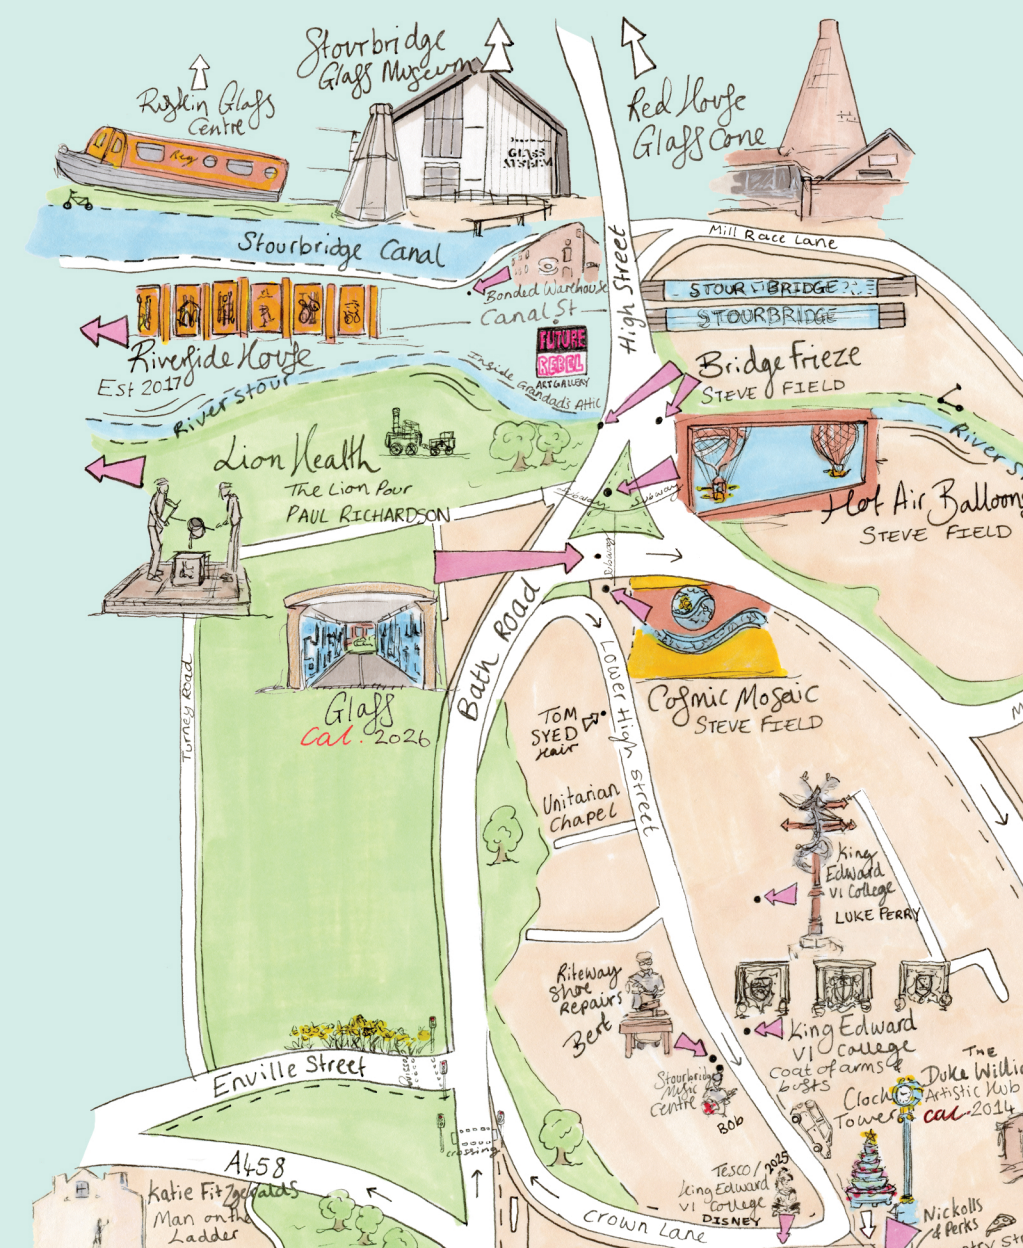 Stourbridge
Glass Museum
Ruskin Glass
Centre
Red House
Glass Cone
Reg
GLASS
MUSEUM
Stourbridge Canal
High Street
Mill Race Lane
Bonded Warehouse
Canal St
STOURBRIDGE
STOURBRIDGE
FUTURE
REBEL
ART GALLERY
Inside Grandad's Attic
Riverside House
Est 2017
River Stour
Bridge Frieze
STEVE FIELD
River S
Lion Health
The Lion Pour
PAUL RICHARDSON
Subway
Subway
Subway
Hot Air Balloons
STEVE FIELD
Bath Road
Glass
Cal. 2026
Cosmic Mosaic
STEVE FIELD
Turney Road
Lower High Street
TOM
SYED
Hair
M
Unitarian
Chapel
King
Edward
VI College
LUKE PERRY
Riteway
Shoe
Repairs
Bert
King Edward
VI College
coat of arms &
busts
Stourbridge
Music
Centre
BOB
THE
Duke Willi
Artistic Hub
Cal. 2014
Clock
Tower
Enville Street
crossing
A458
Katie Fitzgeralds
Man on the
Ladder
Tesco/ 2025
King Edward
VI College
DISNEY
Crown Lane
Nickolls
& Perks